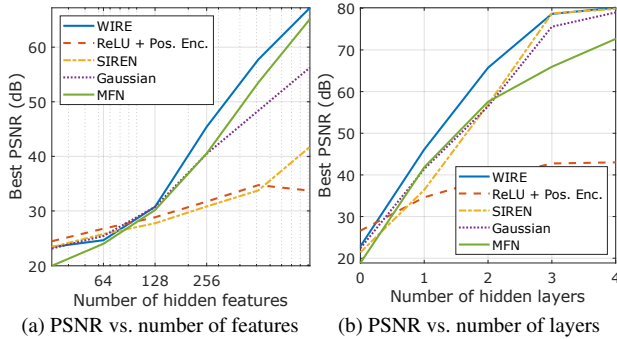 60
50
40
30
20
Best PSNR (dB)
WIRE
ReLU + Pos. Enc.
SIREN
Gaussian
MFN
64
128
256
Number of hidden features
(a) PSNR vs. number of features
80
70
60
50
40
30
20
Best PSNR (dB)
WIRE
ReLU + Pos. Enc.
SIREN
Gaussian
MFN
0
1
2
3
4
Number of hidden layers
(b) PSNR vs. number of layers